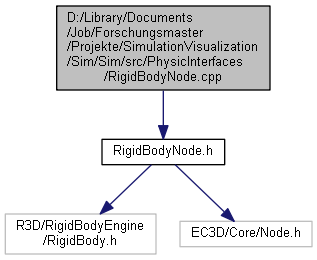 D:/Library/Documents
/Job/Forschungsmaster
/Projekte/SimulationVisualization
/Sim/Sim/src/PhysicInterfaces
/RigidBodyNode.cpp
RigidBodyNode.h
R3D/RigidBodyEngine
/RigidBody.h
EC3D/Core/Node.h